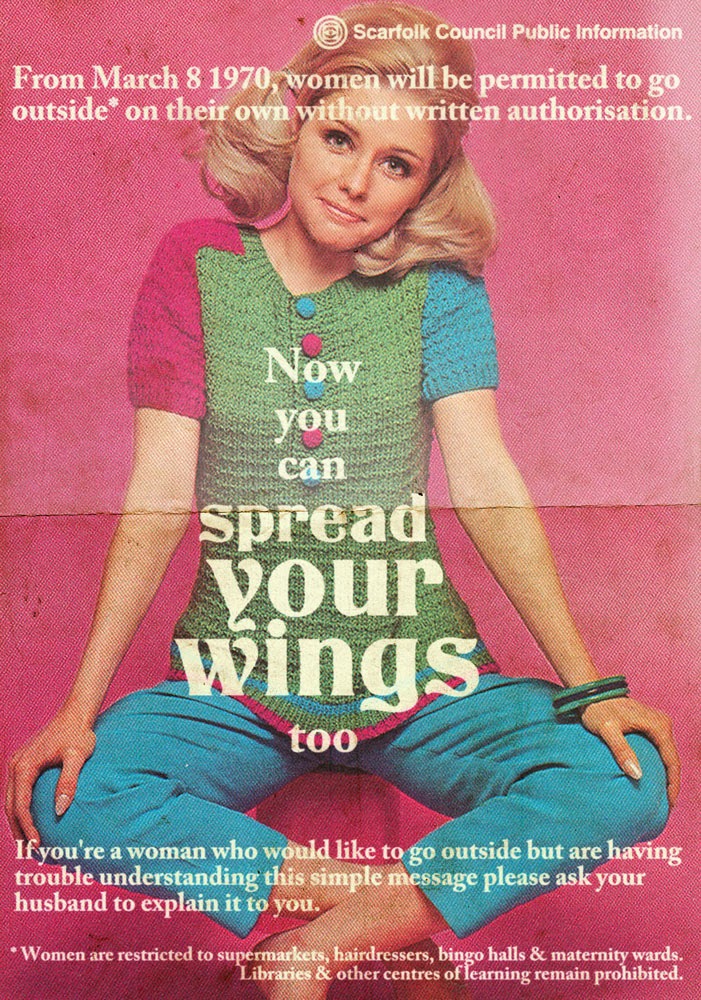 Scarfolk Council Public Information
From March 8 1970, women will be permitted to go
outside* on their own without written authorisation.
Now
you
can
spread
your
wings
too
If you're a woman who would like to go outside but are having
trouble understanding this simple message please ask your
husband to explain it to you.
* Women are restricted to supermarkets, hairdressers, bingo halls & maternity wards.
Libraries & other centres of learning remain prohibited.